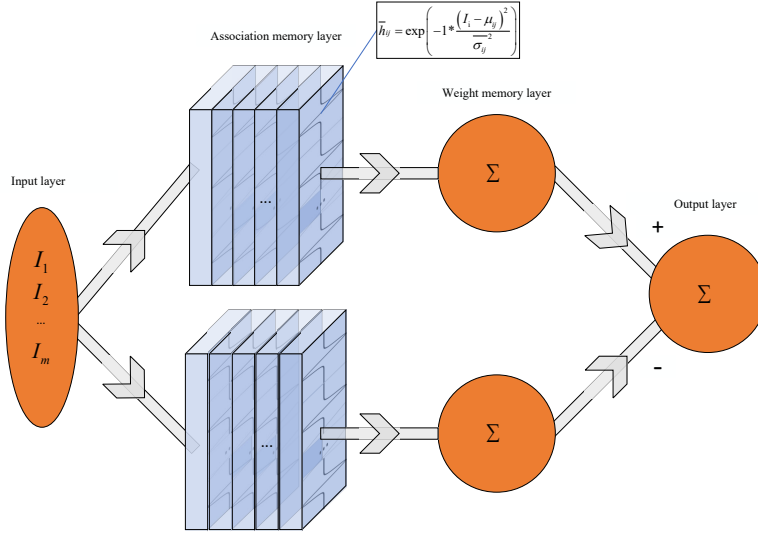 Association memory layer
h̄ᵢⱼ = exp(-1*(Iᵢ − μᵢⱼ)² / σ̄ᵢⱼ²)
Weight memory layer
Input layer
Output layer
I₁
I₂
...
Iₘ
...
Σ
+
Σ
-
...
Σ